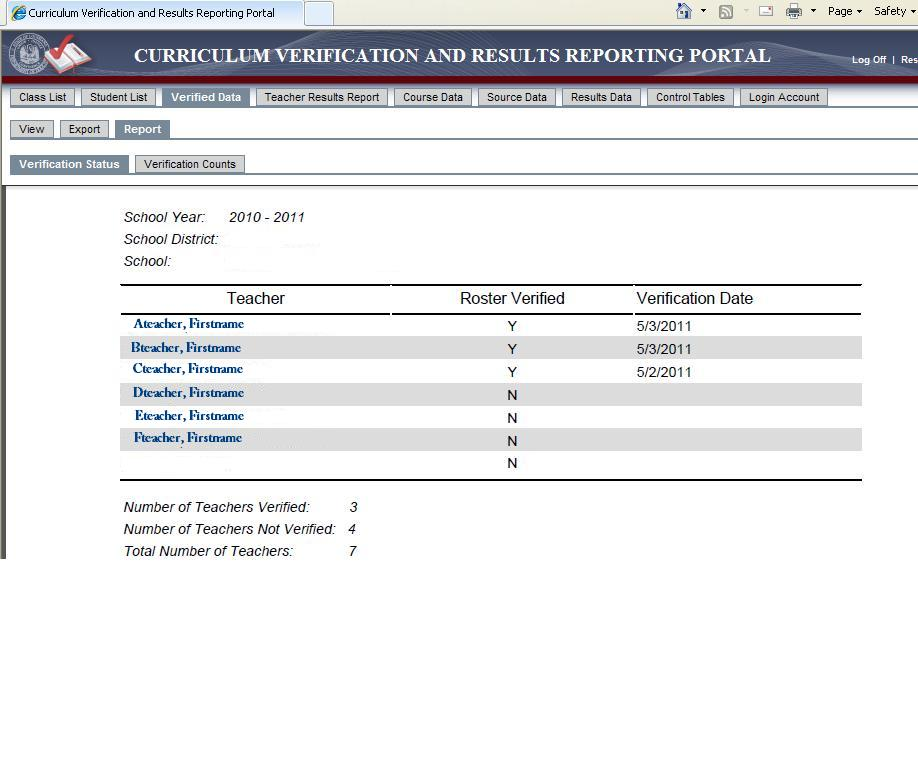 Curriculum Verification and Results Reporting Portal
Page Safety
CURRICULUM VERIFICATION AND RESULTS REPORTING PORTAL
Log Off | Res
Class List Student List Verified Data Teacher Results Report Course Data Source Data Results Data Control Tables Login Account
View Export Report
Verification Status Verification Counts
School Year: 2010 - 2011
School District:
School:
Teacher Roster Verified Verification Date
Ateacher, Firstname Y 5/3/2011
Bteacher, Firstname Y 5/3/2011
Cteacher, Firstname Y 5/2/2011
Dteacher, Firstname N
Eteacher, Firstname N
Fteacher, Firstname N
N
Number of Teachers Verified: 3
Number of Teachers Not Verified: 4
Total Number of Teachers: 7